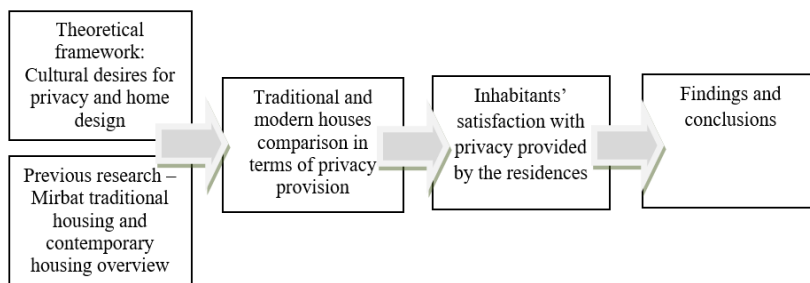 Theoretical
framework:
Cultural desires for
privacy and home
design
Previous research –
Mirbat traditional
housing and
contemporary
housing overview
Traditional and
modern houses
comparison in
terms of privacy
provision
Inhabitants’
satisfaction with
privacy provided
by the residences
Findings and
conclusions